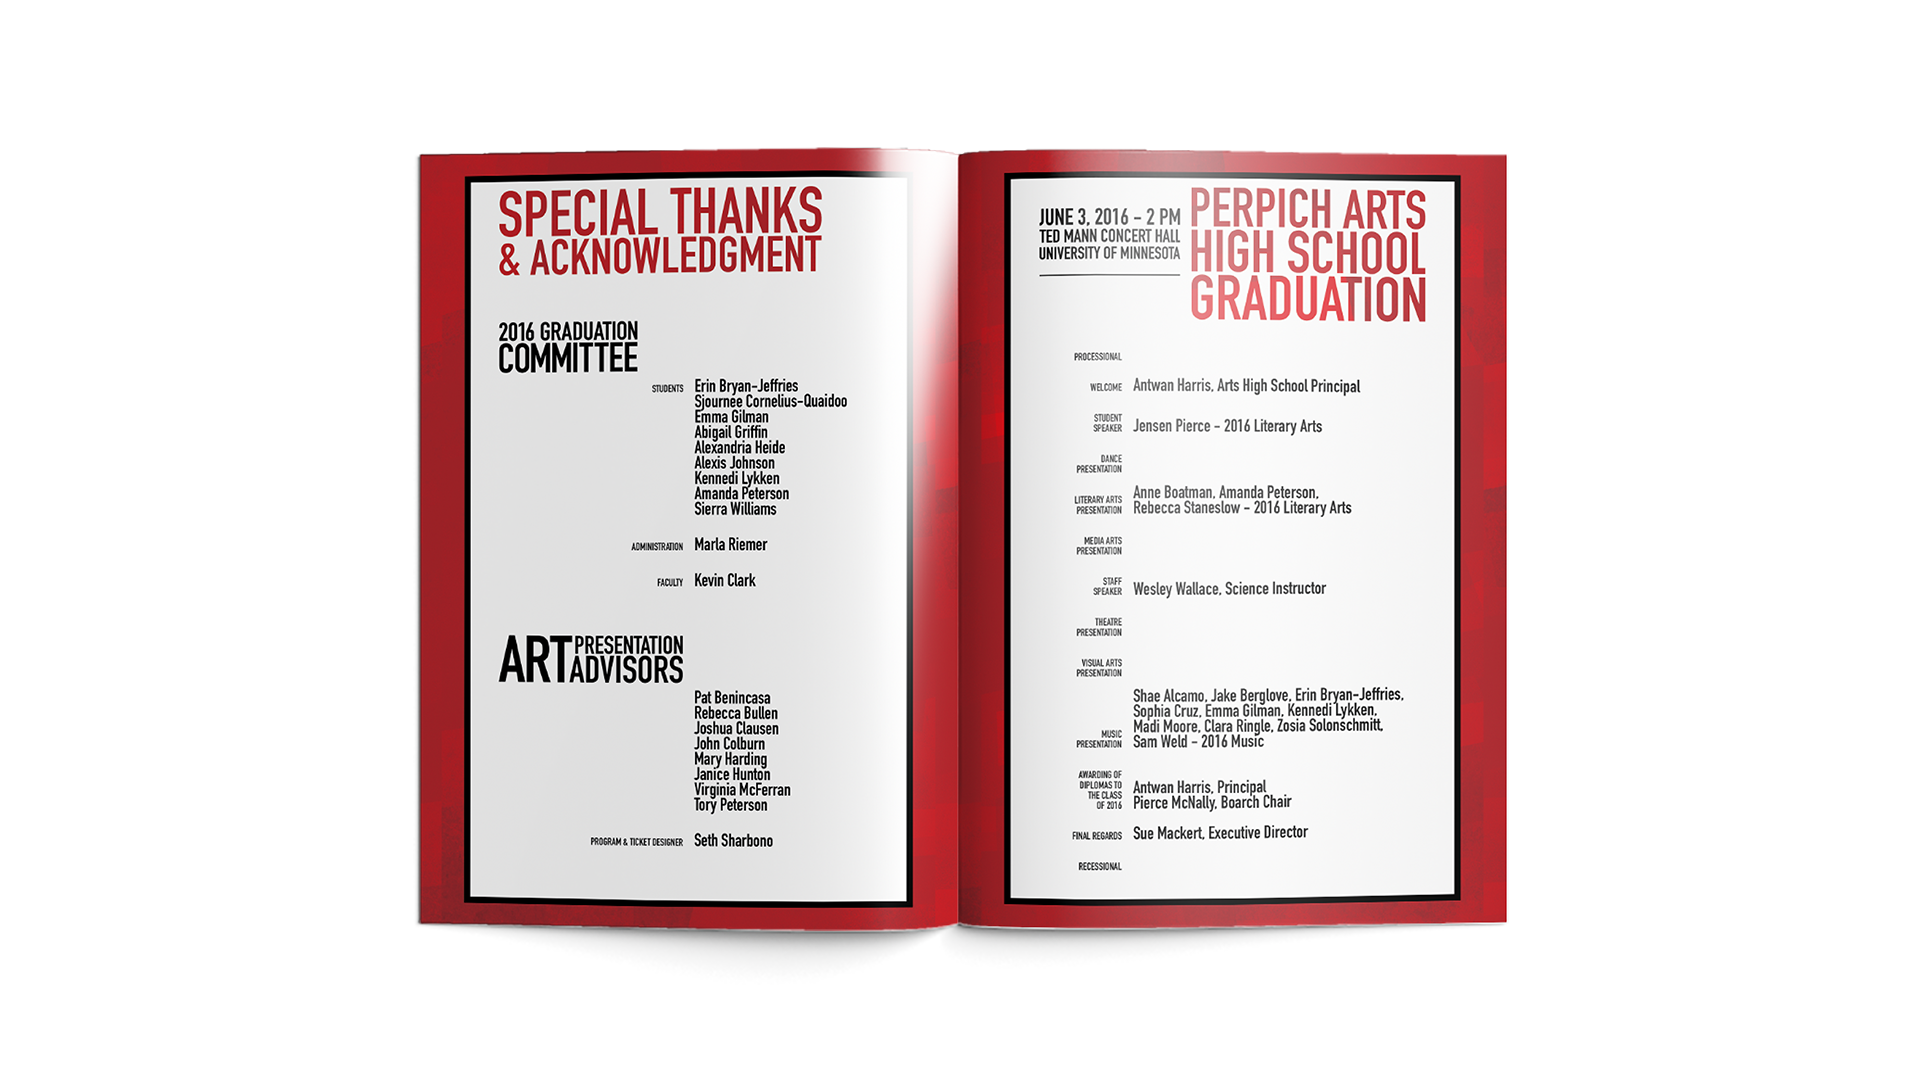 SPECIAL THANKS
& ACKNOWLEDGMENT
2016 GRADUATION
COMMITTEE
STUDENTS Erin Bryan-Jeffries
Sjournee Cornelius-Quaidoo
Emma Gilman
Abigail Griffin
Alexandria Heide
Alexis Johnson
Kennedi Lykken
Amanda Peterson
Sierra Williams
ADMINISTRATION Marla Riemer
FACULTY Kevin Clark
ART PRESENTATION
ADVISORS
Pat Benincasa
Rebecca Bullen
Joshua Clausen
John Colburn
Mary Harding
Janice Hunton
Virginia McFerran
Tory Peterson
PROGRAM & TICKET DESIGNER Seth Sharbono
JUNE 3, 2016 - 2 PM
TED MANN CONCERT HALL
UNIVERSITY OF MINNESOTA
PERPICH ARTS
HIGH SCHOOL
GRADUATION
PROCESSIONAL
WELCOME Antwan Harris, Arts High School Principal
STUDENT
SPEAKER Jensen Pierce - 2016 Literary Arts
DANCE
PRESENTATION
LITERARY ARTS
PRESENTATION
Anne Boatman, Amanda Peterson,
Rebecca Staneslow - 2016 Literary Arts
MEDIA ARTS
PRESENTATION
STAFF
SPEAKER Wesley Wallace, Science Instructor
THEATRE
PRESENTATION
VISUAL ARTS
PRESENTATION
MUSIC
PRESENTATION
Shae Alcamo, Jake Berglove, Erin Bryan-Jeffries,
Sophia Cruz, Emma Gilman, Kennedi Lykken,
Madi Moore, Clara Ringle, Zosia Solonschmitt,
Sam Weld - 2016 Music
AWARDING OF
DIPLOMAS TO
THE CLASS
OF 2016
Antwan Harris, Principal
Pierce McNally, Boarch Chair
FINAL REGARDS Sue Mackert, Executive Director
RECESSIONAL